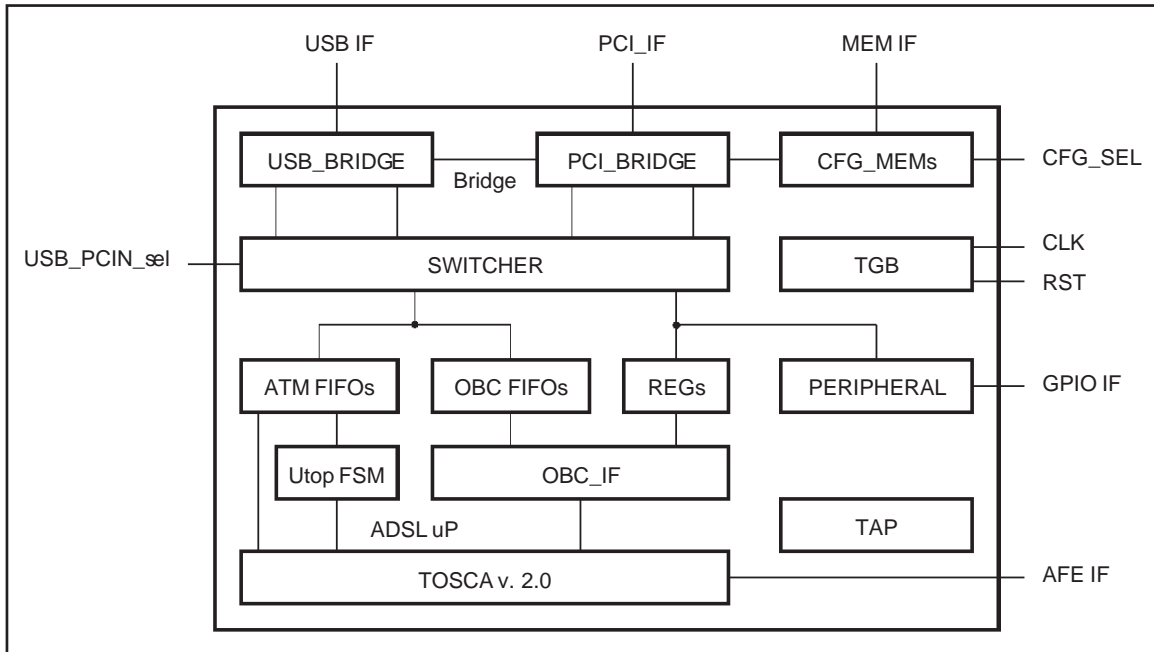 USB IF
PCI_IF
MEM IF
USB_BRIDGE
PCI_BRIDGE
CFG_MEMs
CFG_SEL
Bridge
USB_PCIN_sel
SWITCHER
TGB
CLK
RST
ATM FIFOs
OBC FIFOs
REGs
PERIPHERAL
GPIO IF
Utop FSM
OBC_IF
ADSL uP
TAP
TOSCA v. 2.0
AFE IF